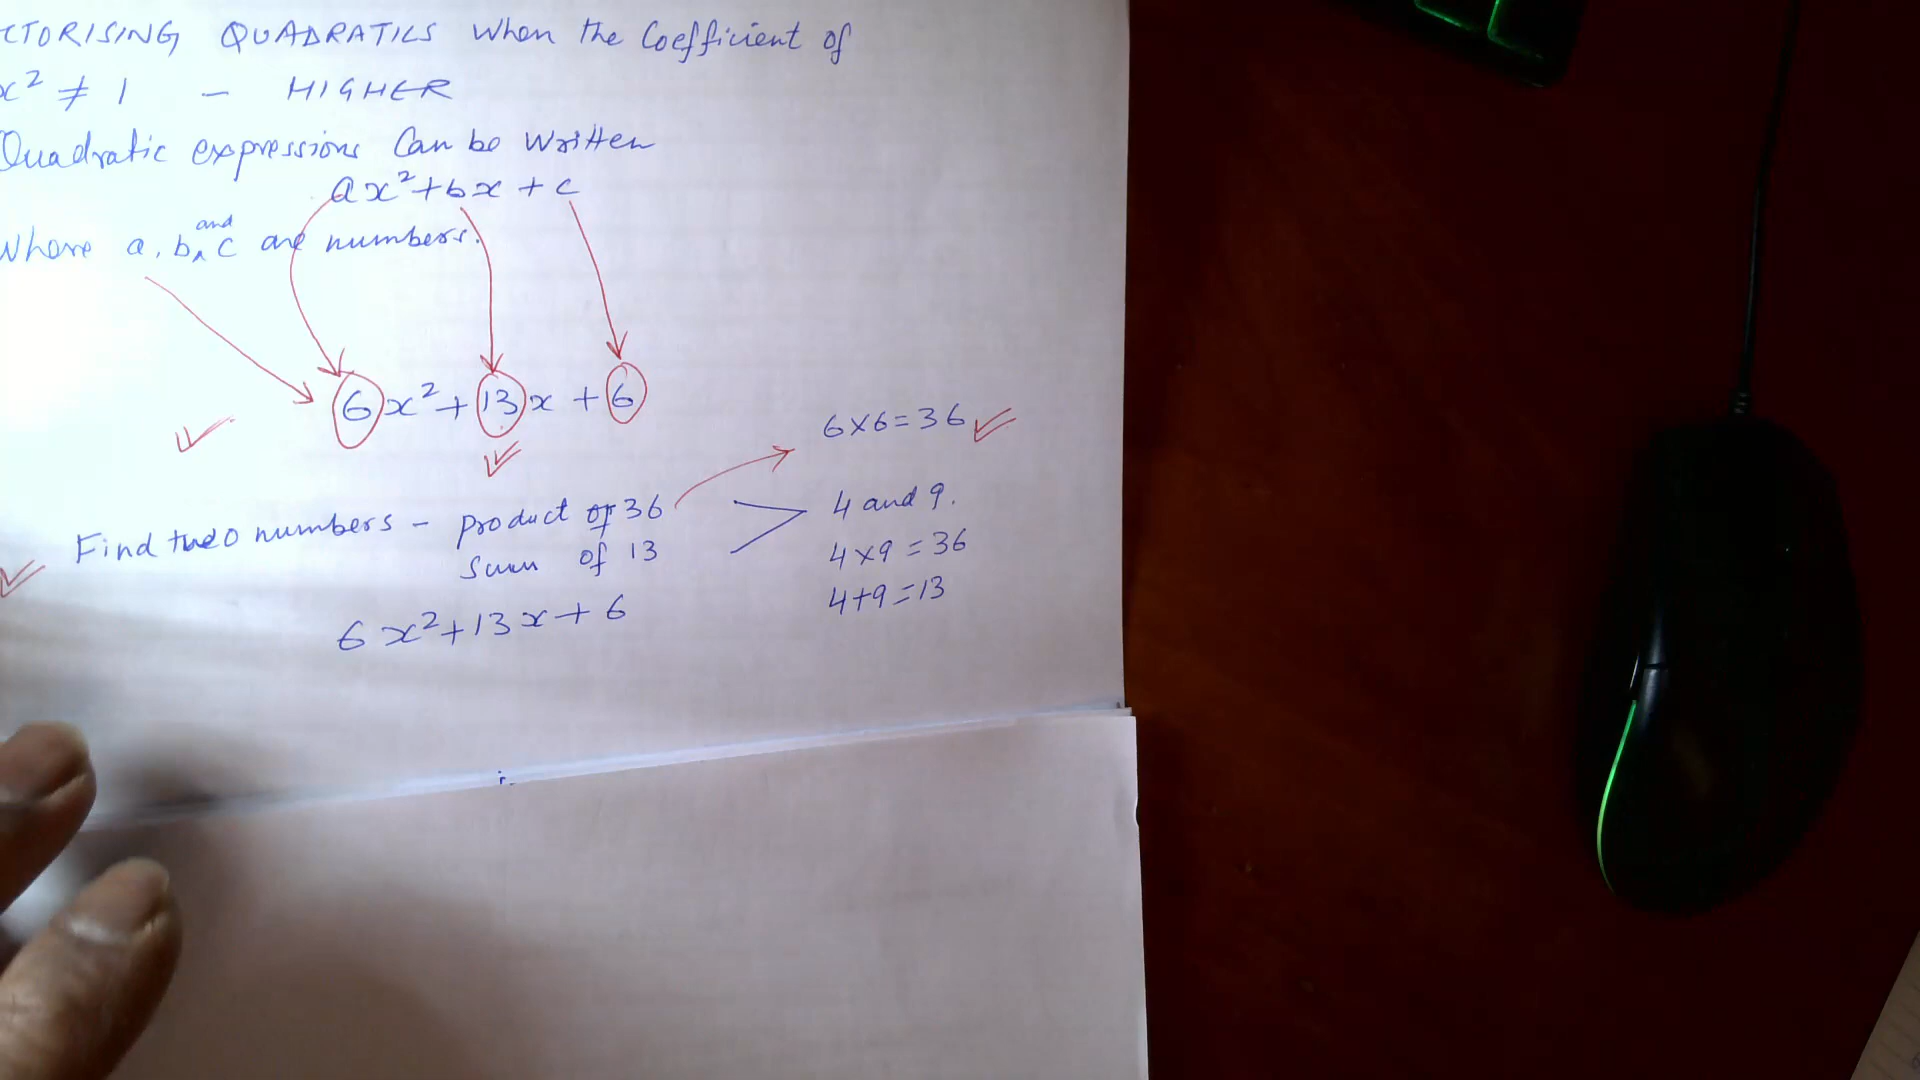 CTORISING QUADRATICS when the Coefficient of
x² ≠ 1 - HIGHER
Quadratic expressions Can be written
ax²+bx+c
Where a, b, and c are numbers.
6x²+13x+6
6×6=36
Find two numbers - product of 36
4 and 9.
Sum of 13
4×9=36
4+9=13
6x²+13x+6